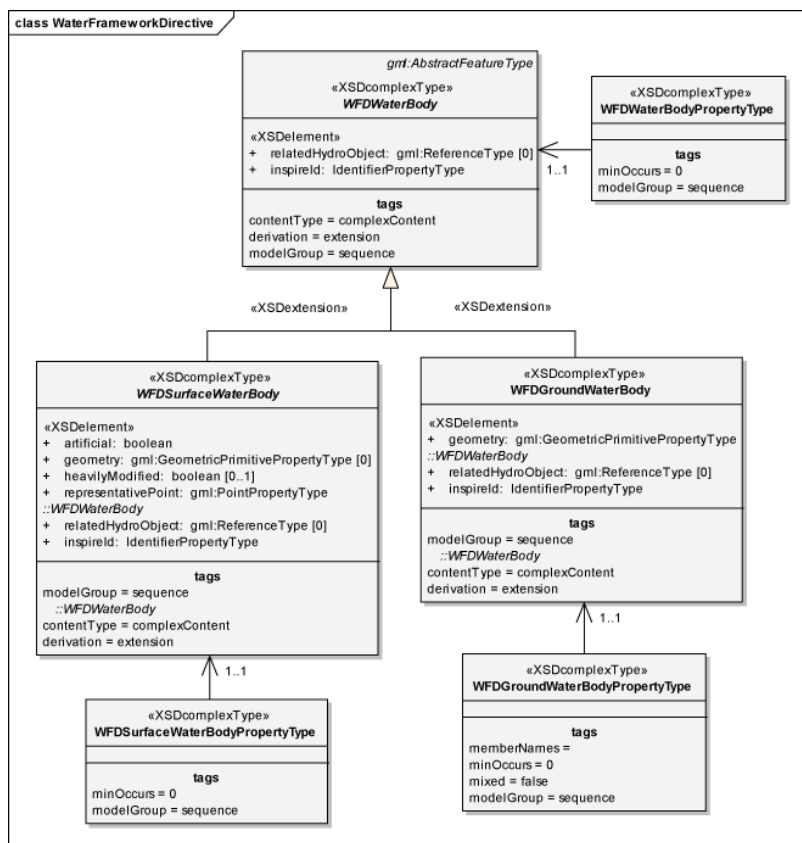 class WaterFrameworkDirective
gml:AbstractFeatureType
«XSDcomplexType»
WFDWaterBody
«XSDelement»
+ relatedHydroObject: gml:ReferenceType [0]
+ inspireId: IdentifierPropertyType
tags
contentType = complexContent
derivation = extension
modelGroup = sequence
«XSDcomplexType»
WFDWaterBodyPropertyType
tags
minOccurs = 0
modelGroup = sequence
1..1
«XSDextension»
«XSDextension»
«XSDcomplexType»
WFDSurfaceWaterBody
«XSDelement»
+ artificial: boolean
+ geometry: gml:GeometricPrimitivePropertyType [0]
+ heavilyModified: boolean [0..1]
+ representativePoint: gml:PointPropertyType
::WFDWaterBody
+ relatedHydroObject: gml:ReferenceType [0]
+ inspireId: IdentifierPropertyType
tags
modelGroup = sequence
::WFDWaterBody
contentType = complexContent
derivation = extension
1..1
«XSDcomplexType»
WFDSurfaceWaterBodyPropertyType
tags
minOccurs = 0
modelGroup = sequence
«XSDcomplexType»
WFDGroundWaterBody
«XSDelement»
+ geometry: gml:GeometricPrimitivePropertyType
::WFDWaterBody
+ relatedHydroObject: gml:ReferenceType [0]
+ inspireId: IdentifierPropertyType
tags
modelGroup = sequence
::WFDWaterBody
contentType = complexContent
derivation = extension
1..1
«XSDcomplexType»
WFDGroundWaterBodyPropertyType
tags
memberNames =
minOccurs = 0
mixed = false
modelGroup = sequence